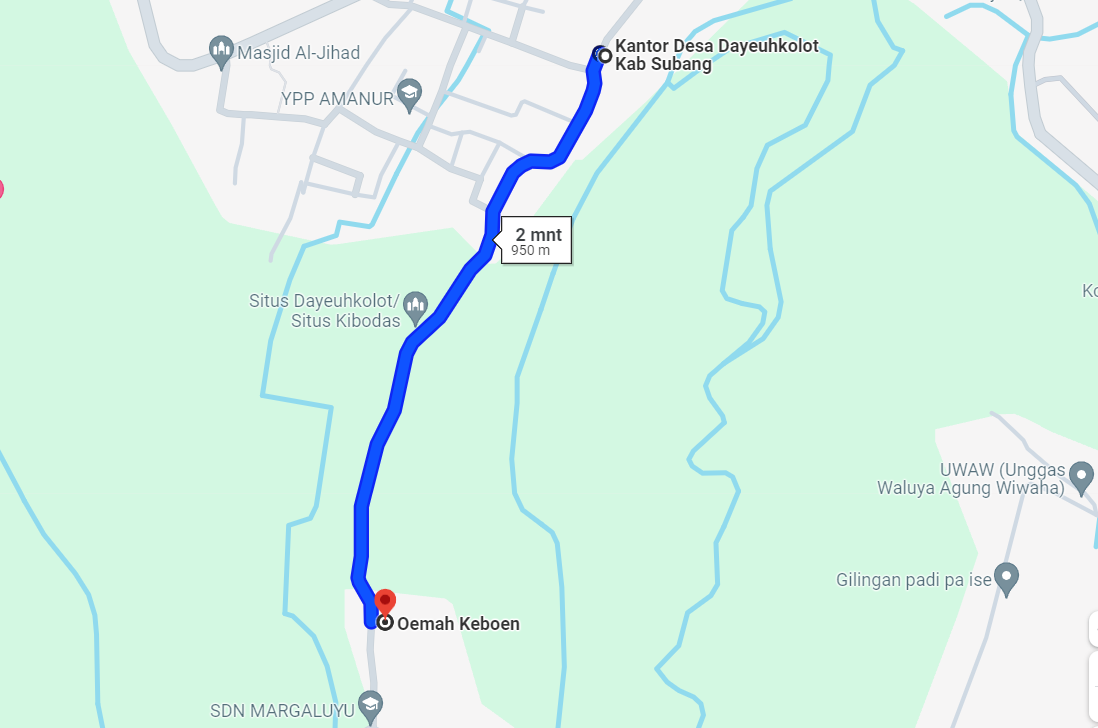 Kantor Desa Dayeuhkolot
Kab Subang
Masjid Al-Jihad
YPP AMANUR
2 mnt
950 m
Situs Dayeuhkolot/
Situs Kibodas
UWAW (Unggas
Waluya Agung Wiwaha)
Gilingan padi pa ise
Oemah Keboen
SDN MARGALUYU